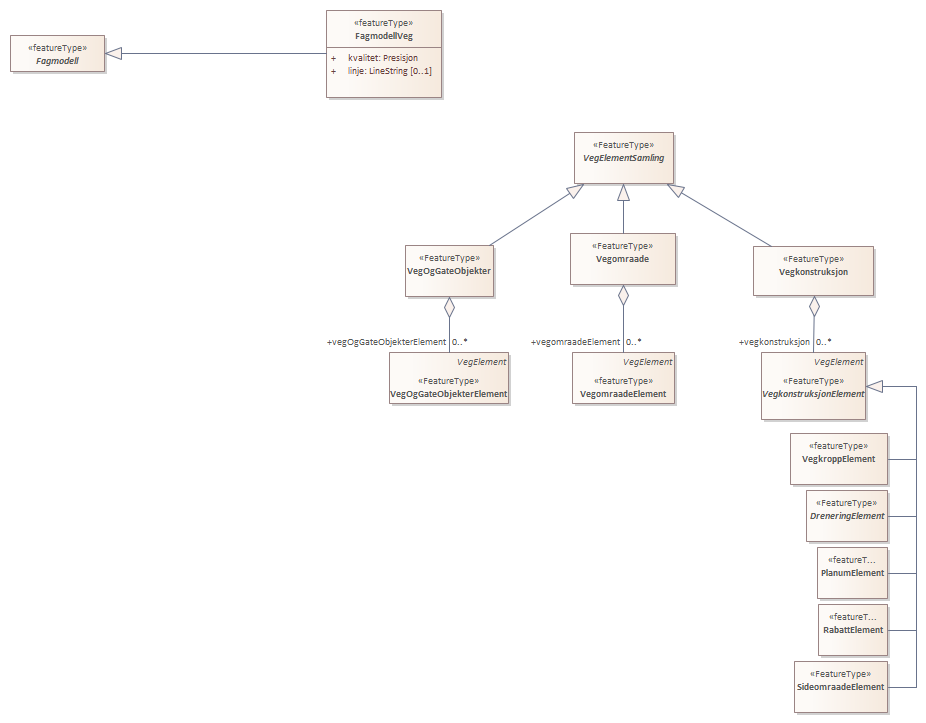 «featureType»
Fagmodell
«featureType»
FagmodellVeg
+ kvalitet: Presisjon
+ linje: LineString [0..1]
«FeatureType»
VegElementSamling
«FeatureType»
VegOgGateObjekter
«FeatureType»
Vegomraade
«FeatureType»
Vegkonstruksjon
+vegOgGateObjekterElement 0..*
+vegomraadeElement 0..*
+vegkonstruksjon 0..*
VegElement
«FeatureType»
VegOgGateObjekterElement
VegElement
«featureType»
VegomraadeElement
VegElement
«FeatureType»
VegkonstruksjonElement
«featureType»
VegkroppElement
«FeatureType»
DreneringElement
«featureT...
PlanumElement
«featureT...
RabattElement
«FeatureType»
SideomraadeElement